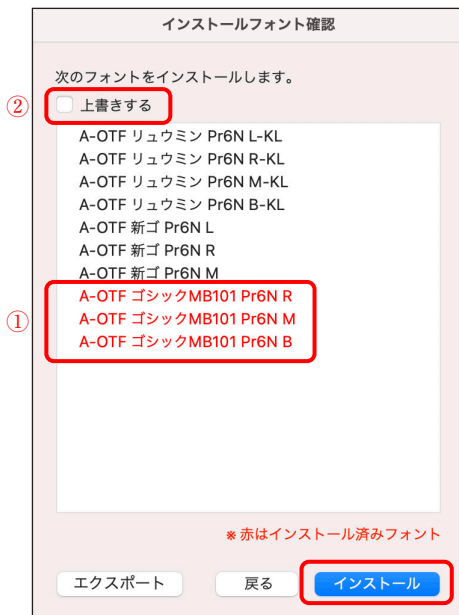 インストールフォント確認
次のフォントをインストールします。
② 上書きする
A-OTF リュウミン Pr6N L-KL
A-OTF リュウミン Pr6N R-KL
A-OTF リュウミン Pr6N M-KL
A-OTF リュウミン Pr6N B-KL
A-OTF 新ゴ Pr6N L
A-OTF 新ゴ Pr6N R
A-OTF 新ゴ Pr6N M
A-OTF ゴシックMB101 Pr6N R
① A-OTF ゴシックMB101 Pr6N M
A-OTF ゴシックMB101 Pr6N B
※ 赤はインストール済みフォント
エクスポート 戻る インストール